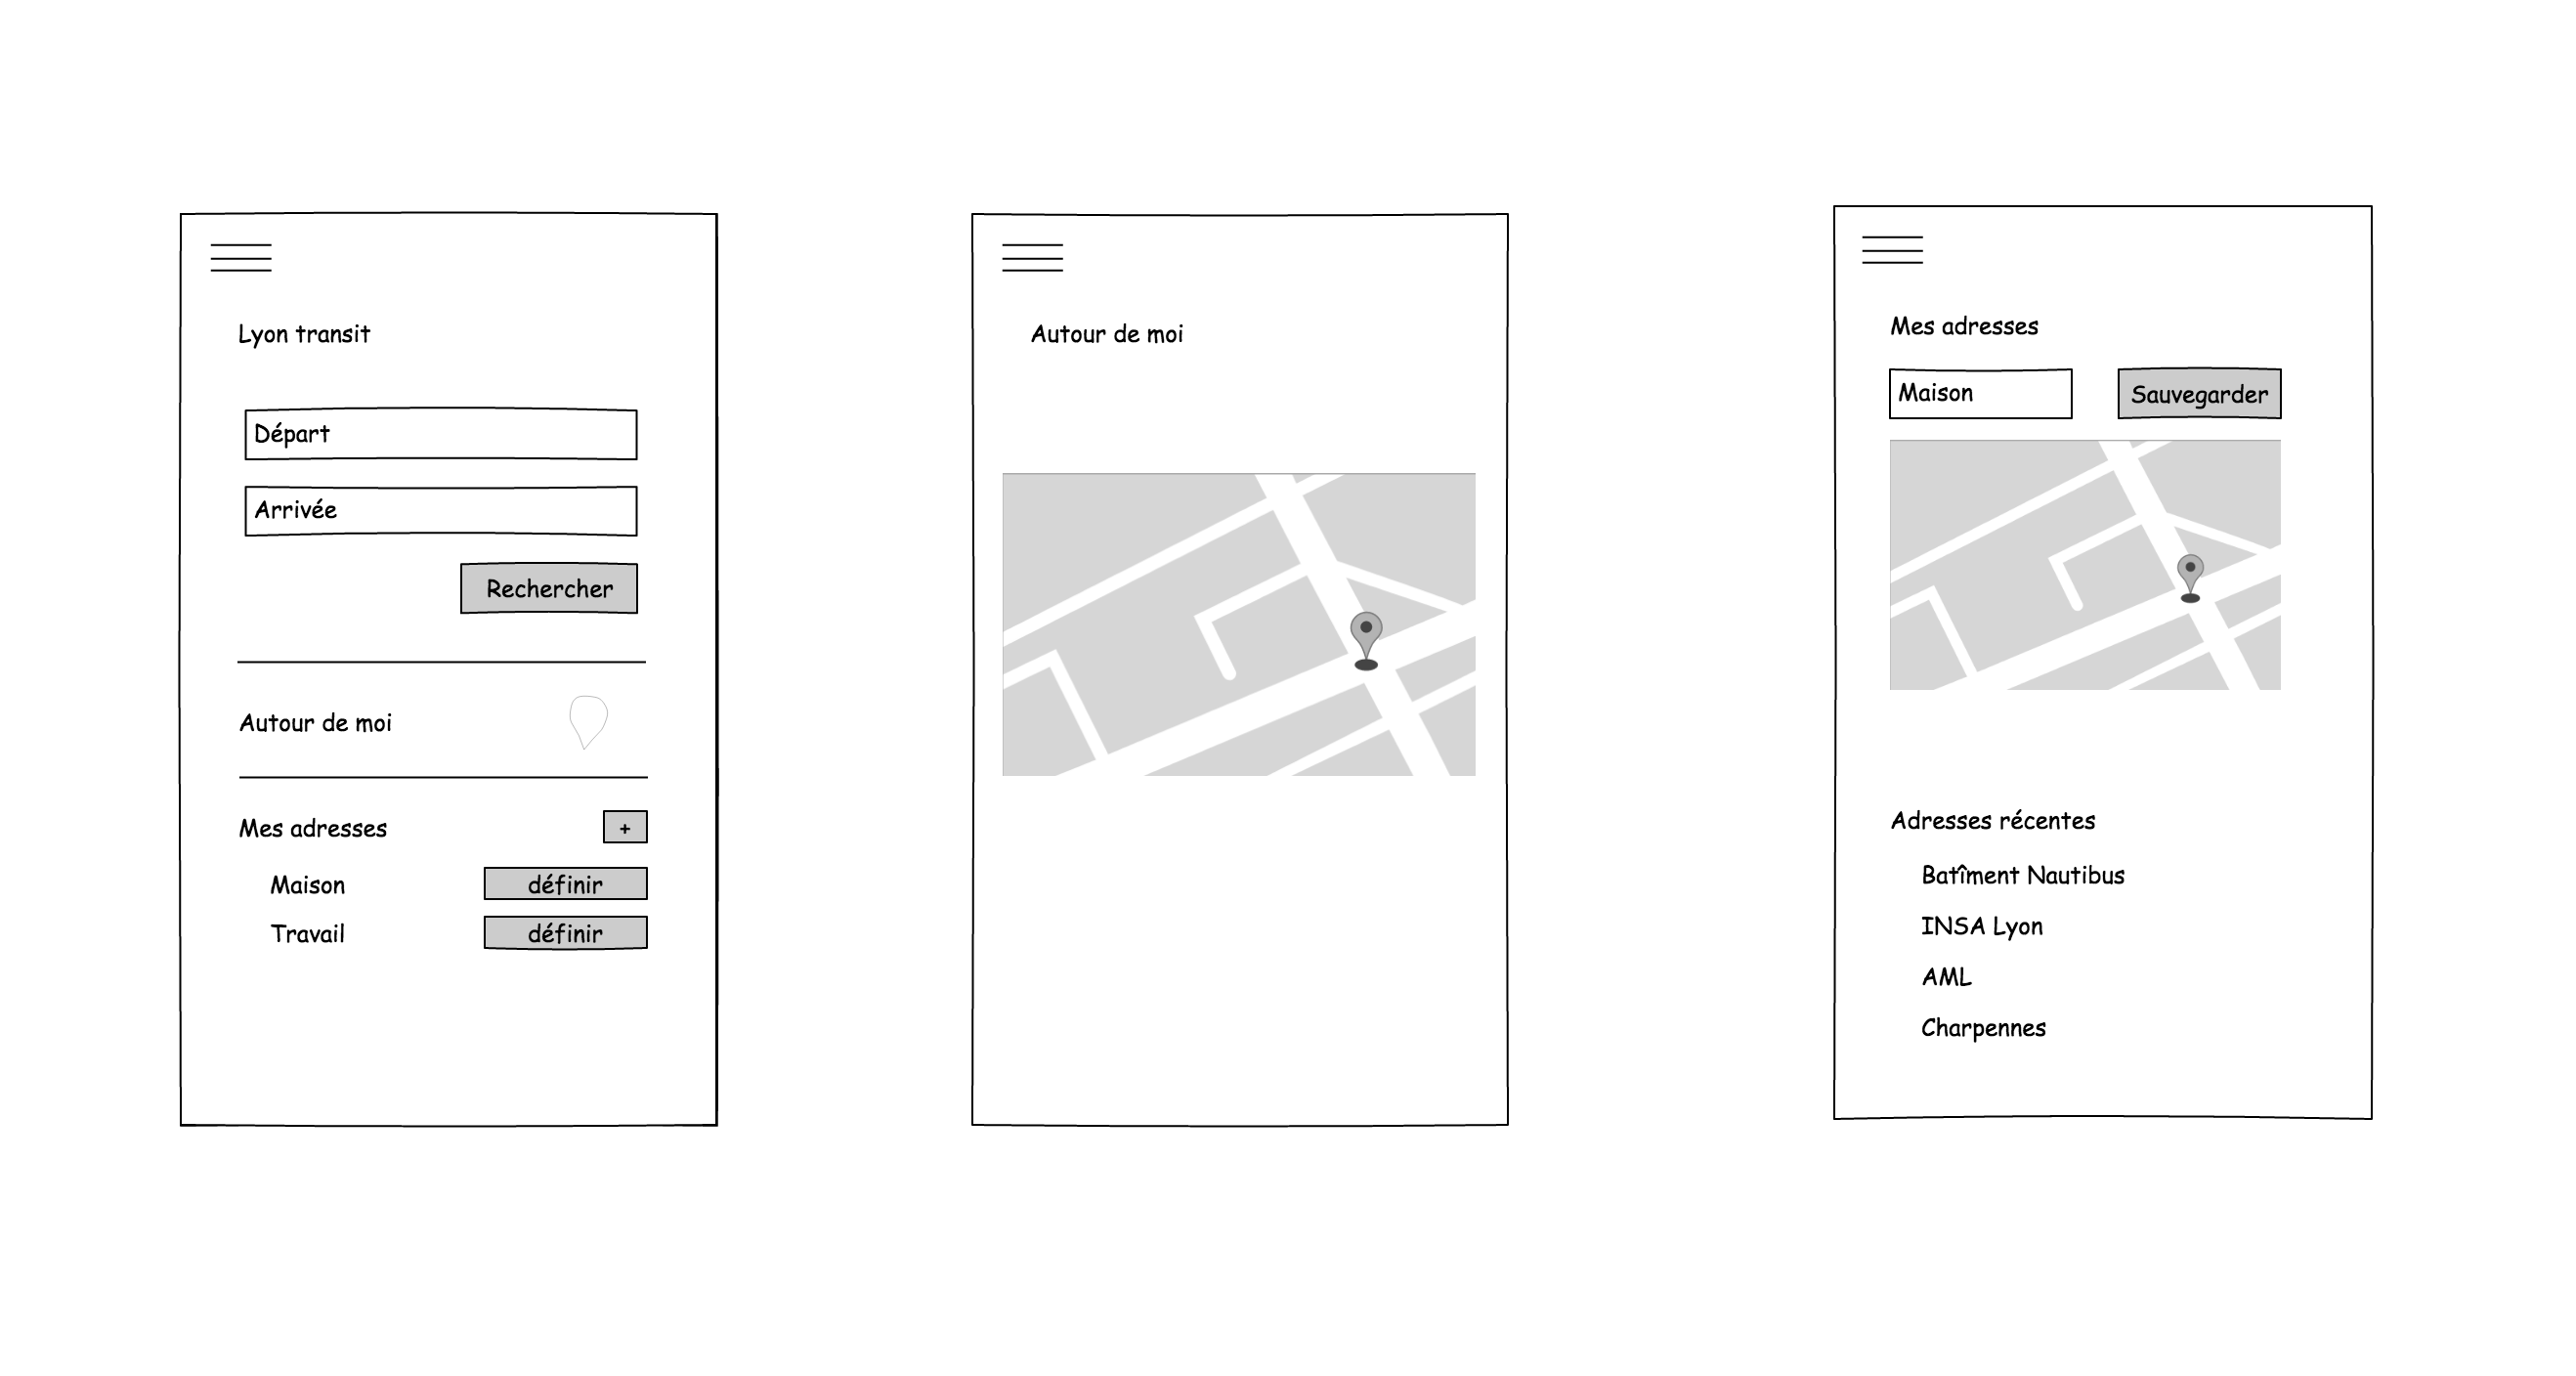 Lyon transit
Départ
Arrivée
Rechercher
Autour de moi
Mes adresses
+
Maison
définir
Travail
définir
Autour de moi
Mes adresses
Maison
Sauvegarder
Adresses récentes
Batîment Nautibus
INSA Lyon
AML
Charpennes